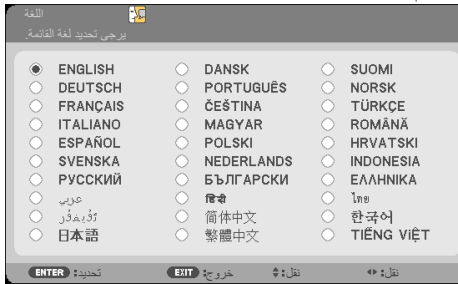 اللغة
يرجى تحديد لغة القائمة.
ENGLISH DANSK SUOMI
DEUTSCH PORTUGUÊS NORSK
FRANÇAIS ČEŠTINA TÜRKÇE
ITALIANO MAGYAR ROMÂNĂ
ESPAÑOL POLSKI HRVATSKI
SVENSKA NEDERLANDS INDONESIA
РУССКИЙ БЪЛГАРСКИ ΕΛΛΗΝΙΚΑ
عربي हिंदी ไทย
ئۇيغۇر 简体中文 한국어
日本語 繁體中文 TIẾNG VIỆT
تحديد: ENTER خروج: EXIT نقل: نقل: